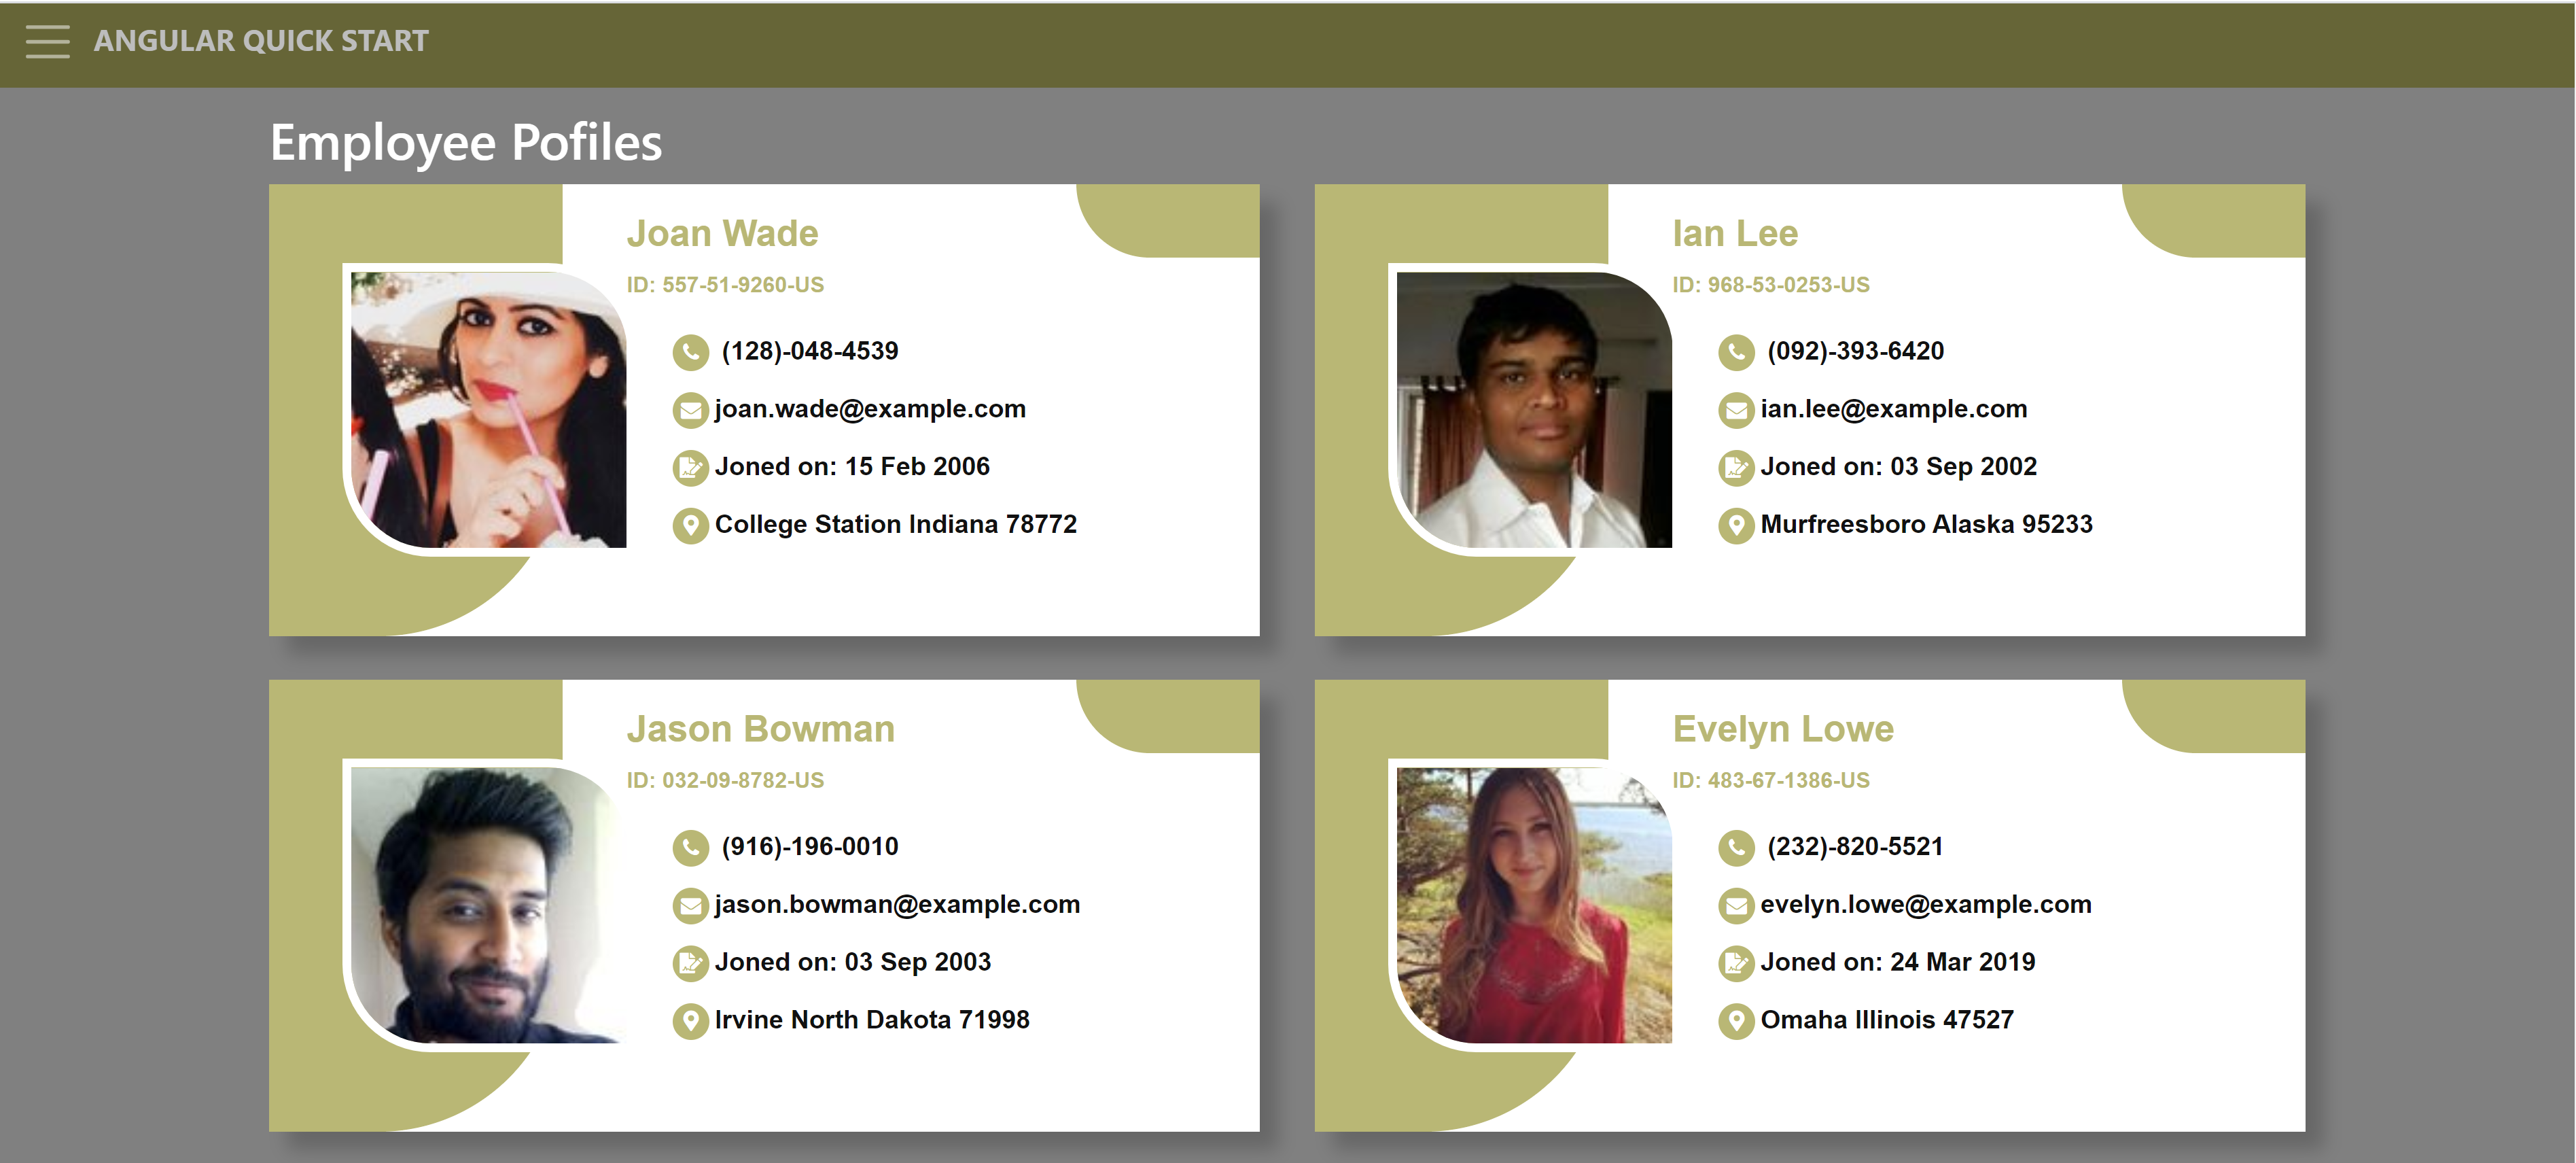 ANGULAR QUICK START
Employee Pofiles
Joan Wade
ID: 557-51-9260-US
(128)-048-4539
joan.wade@example.com
Joned on: 15 Feb 2006
College Station Indiana 78772
Ian Lee
ID: 968-53-0253-US
(092)-393-6420
ian.lee@example.com
Joned on: 03 Sep 2002
Murfreesboro Alaska 95233
Jason Bowman
ID: 032-09-8782-US
(916)-196-0010
jason.bowman@example.com
Joned on: 03 Sep 2003
Irvine North Dakota 71998
Evelyn Lowe
ID: 483-67-1386-US
(232)-820-5521
evelyn.lowe@example.com
Joned on: 24 Mar 2019
Omaha Illinois 47527